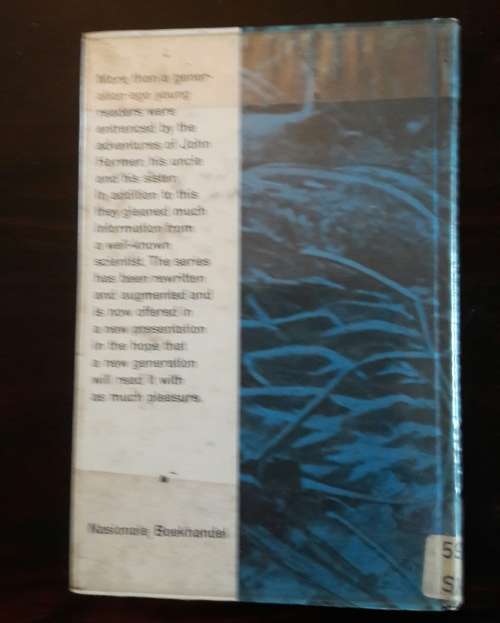 More than a gener-
ation ago young
readers were
entranced by the
adventures of John
Harmen his uncle
and his sister.
In addition to this
they gleaned much
information from
a well-known
scientist. The series
has been rewritten
and augmented and
is now offered in
a new presentation
in the hope that
a new generation
will read it with
as much pleasure.
Nasionale Boekhandel